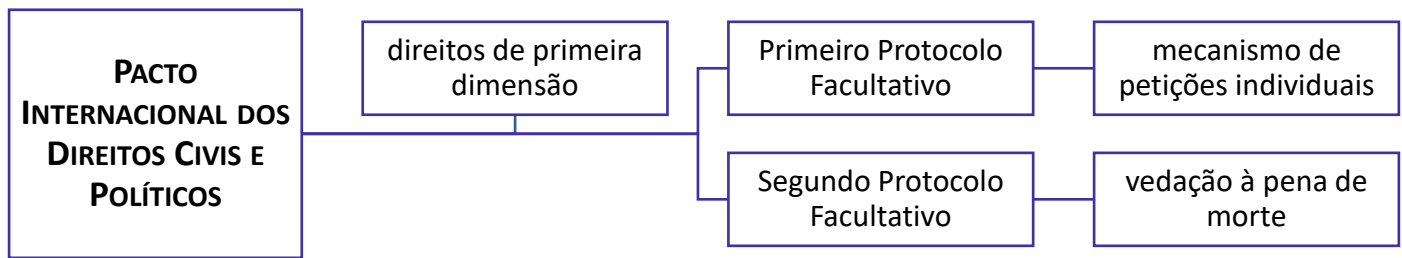 PACTO
INTERNACIONAL DOS
DIREITOS CIVIS E
POLÍTICOS
direitos de primeira
dimensão
Primeiro Protocolo
Facultativo
mecanismo de
petições individuais
Segundo Protocolo
Facultativo
vedação à pena de
morte